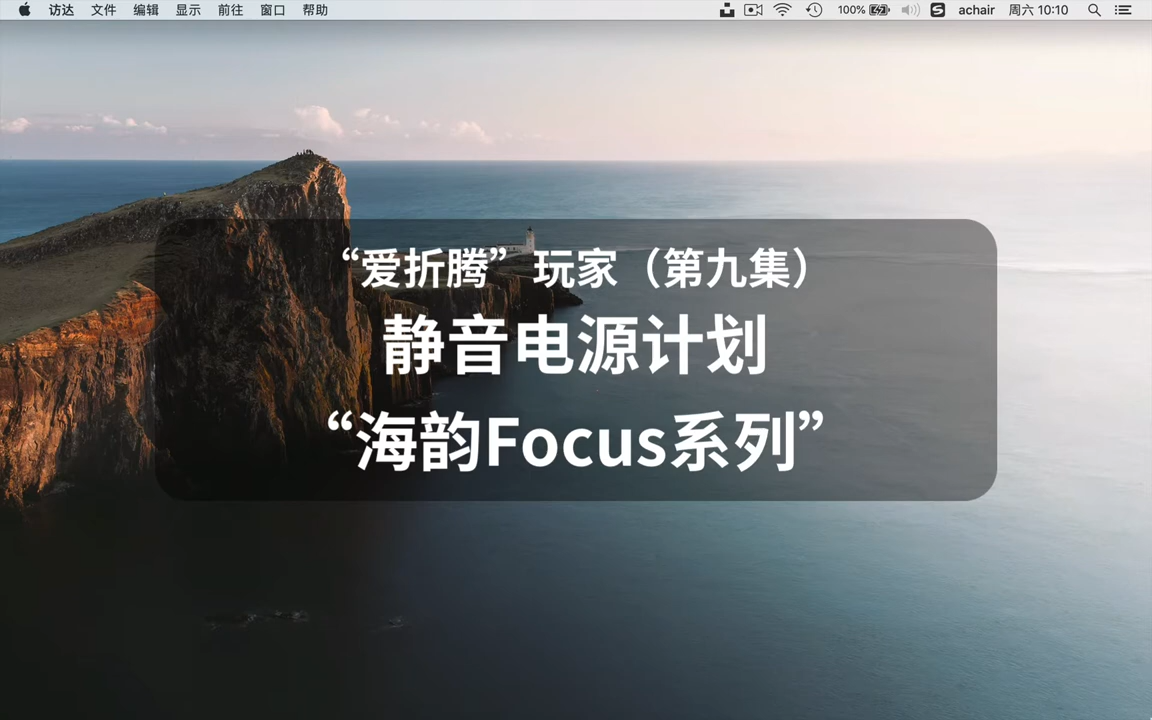 访达 文件 编辑 显示 前往 窗口 帮助 100% achair 周六 10:10
“爱折腾”玩家（第九集）
静音电源计划
“海韵Focus系列”